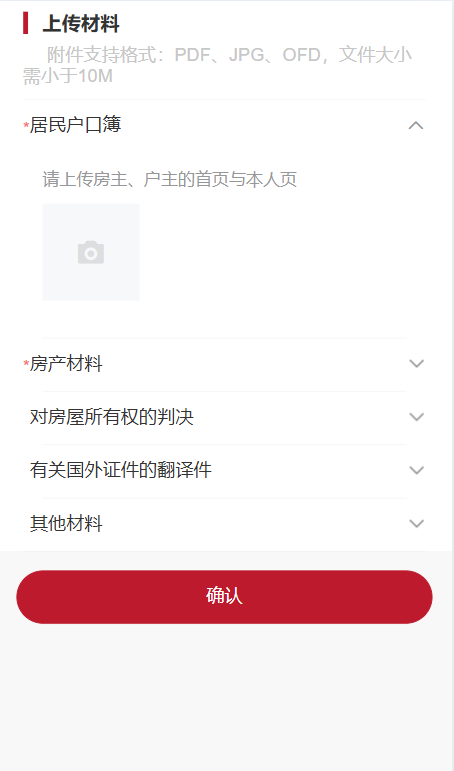 上传材料
附件支持格式：PDF、JPG、OFD，文件大小
需小于10M
*居民户口簿
请上传房主、户主的首页与本人页
*房产材料
对房屋所有权的判决
有关国外证件的翻译件
其他材料
确认